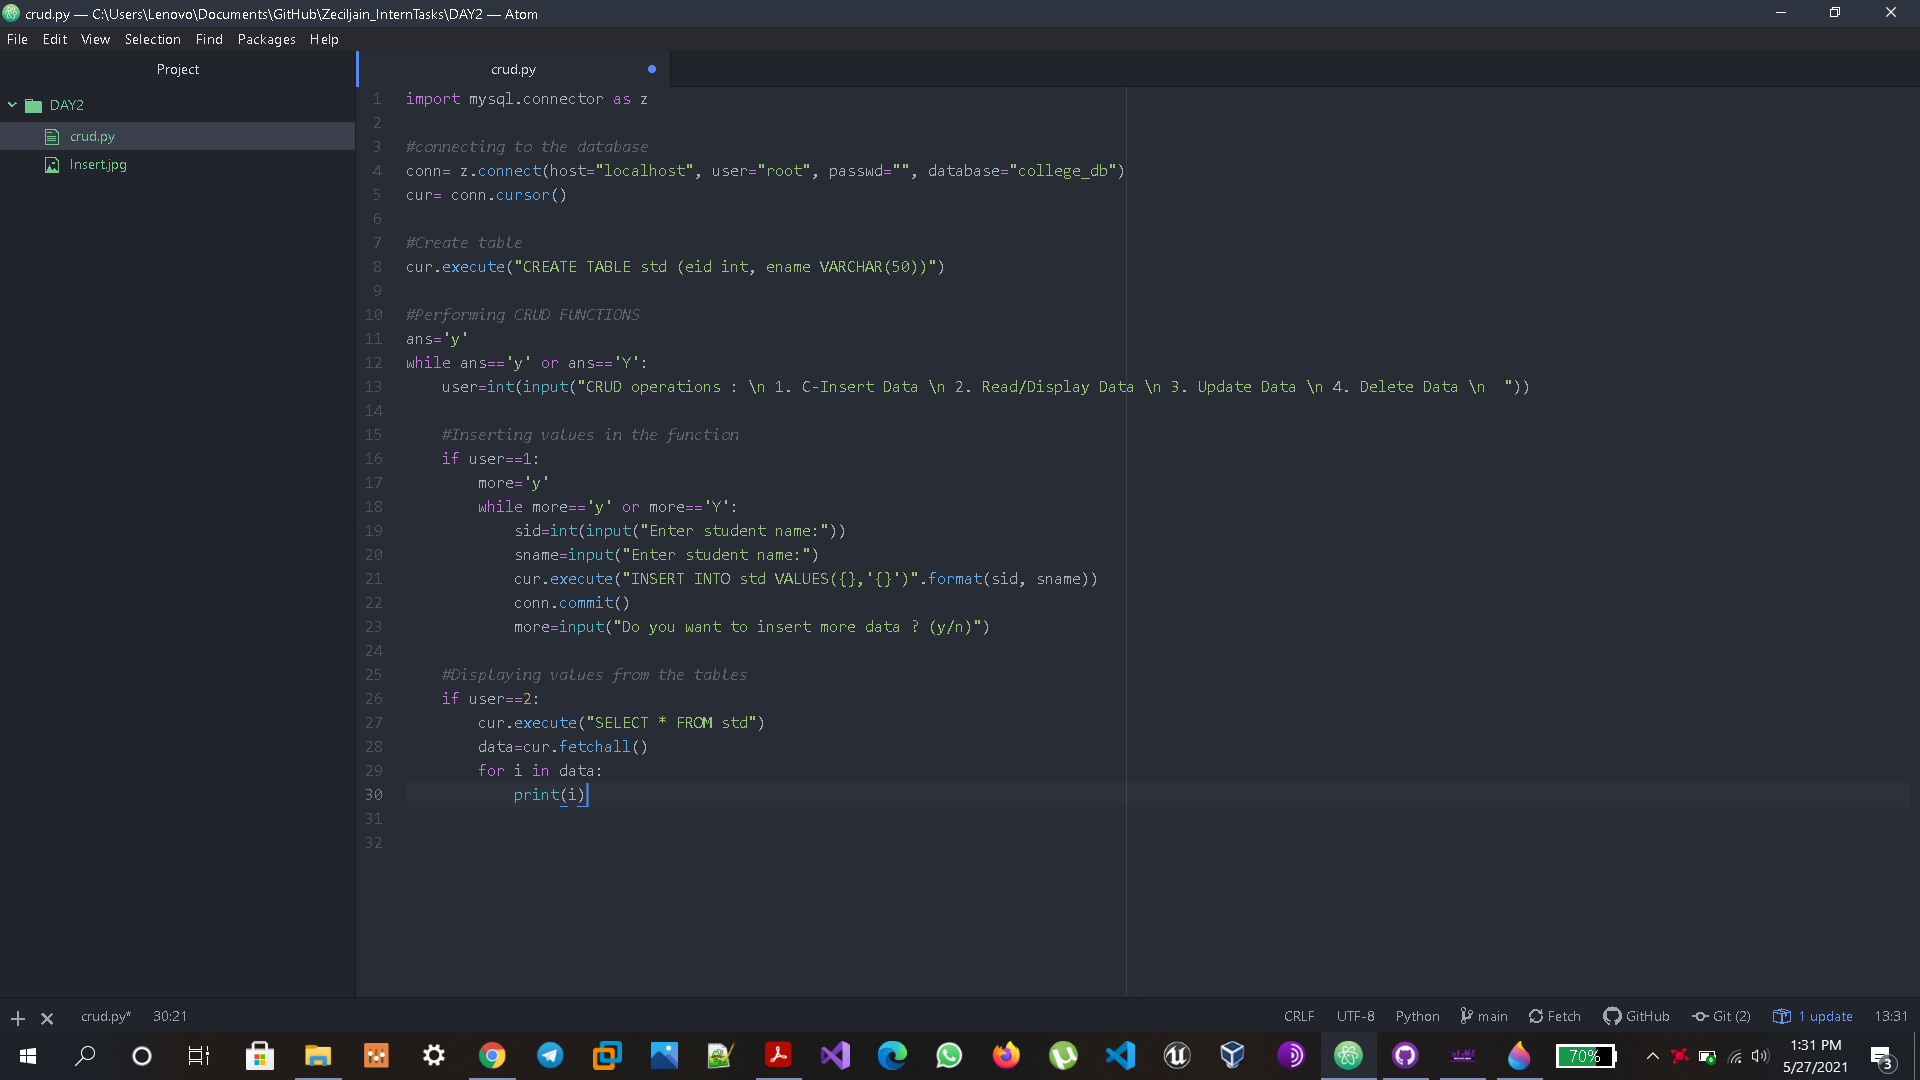 crud.py — C:\Users\Lenovo\Documents\GitHub\Zeciljain_InternTasks\DAY2 — Atom
File Edit View Selection Find Packages Help
Project
DAY2
crud.py
Insert.jpg
crud.py
1 import mysql.connector as z
2
3 #connecting to the database
4 conn= z.connect(host="localhost", user="root", passwd="", database="college_db")
5 cur= conn.cursor()
6
7 #Create table
8 cur.execute("CREATE TABLE std (eid int, ename VARCHAR(50))")
9
10 #Performing CRUD FUNCTIONS
11 ans='y'
12 while ans=='y' or ans=='Y':
13     user=int(input("CRUD operations : \n 1. C-Insert Data \n 2. Read/Display Data \n 3. Update Data \n 4. Delete Data \n  "))
14
15     #Inserting values in the function
16     if user==1:
17         more='y'
18         while more=='y' or more=='Y':
19             sid=int(input("Enter student name:"))
20             sname=input("Enter student name:")
21             cur.execute("INSERT INTO std VALUES({},'{}')".format(sid, sname))
22             conn.commit()
23             more=input("Do you want to insert more data ? (y/n)")
24
25     #Displaying values from the tables
26     if user==2:
27         cur.execute("SELECT * FROM std")
28         data=cur.fetchall()
29         for i in data:
30             print(i)
31
32
crud.py* 30:21 CRLF UTF-8 Python main Fetch GitHub Git (2) 1 update 13:31
70% 1:31 PM
5/27/2021
3